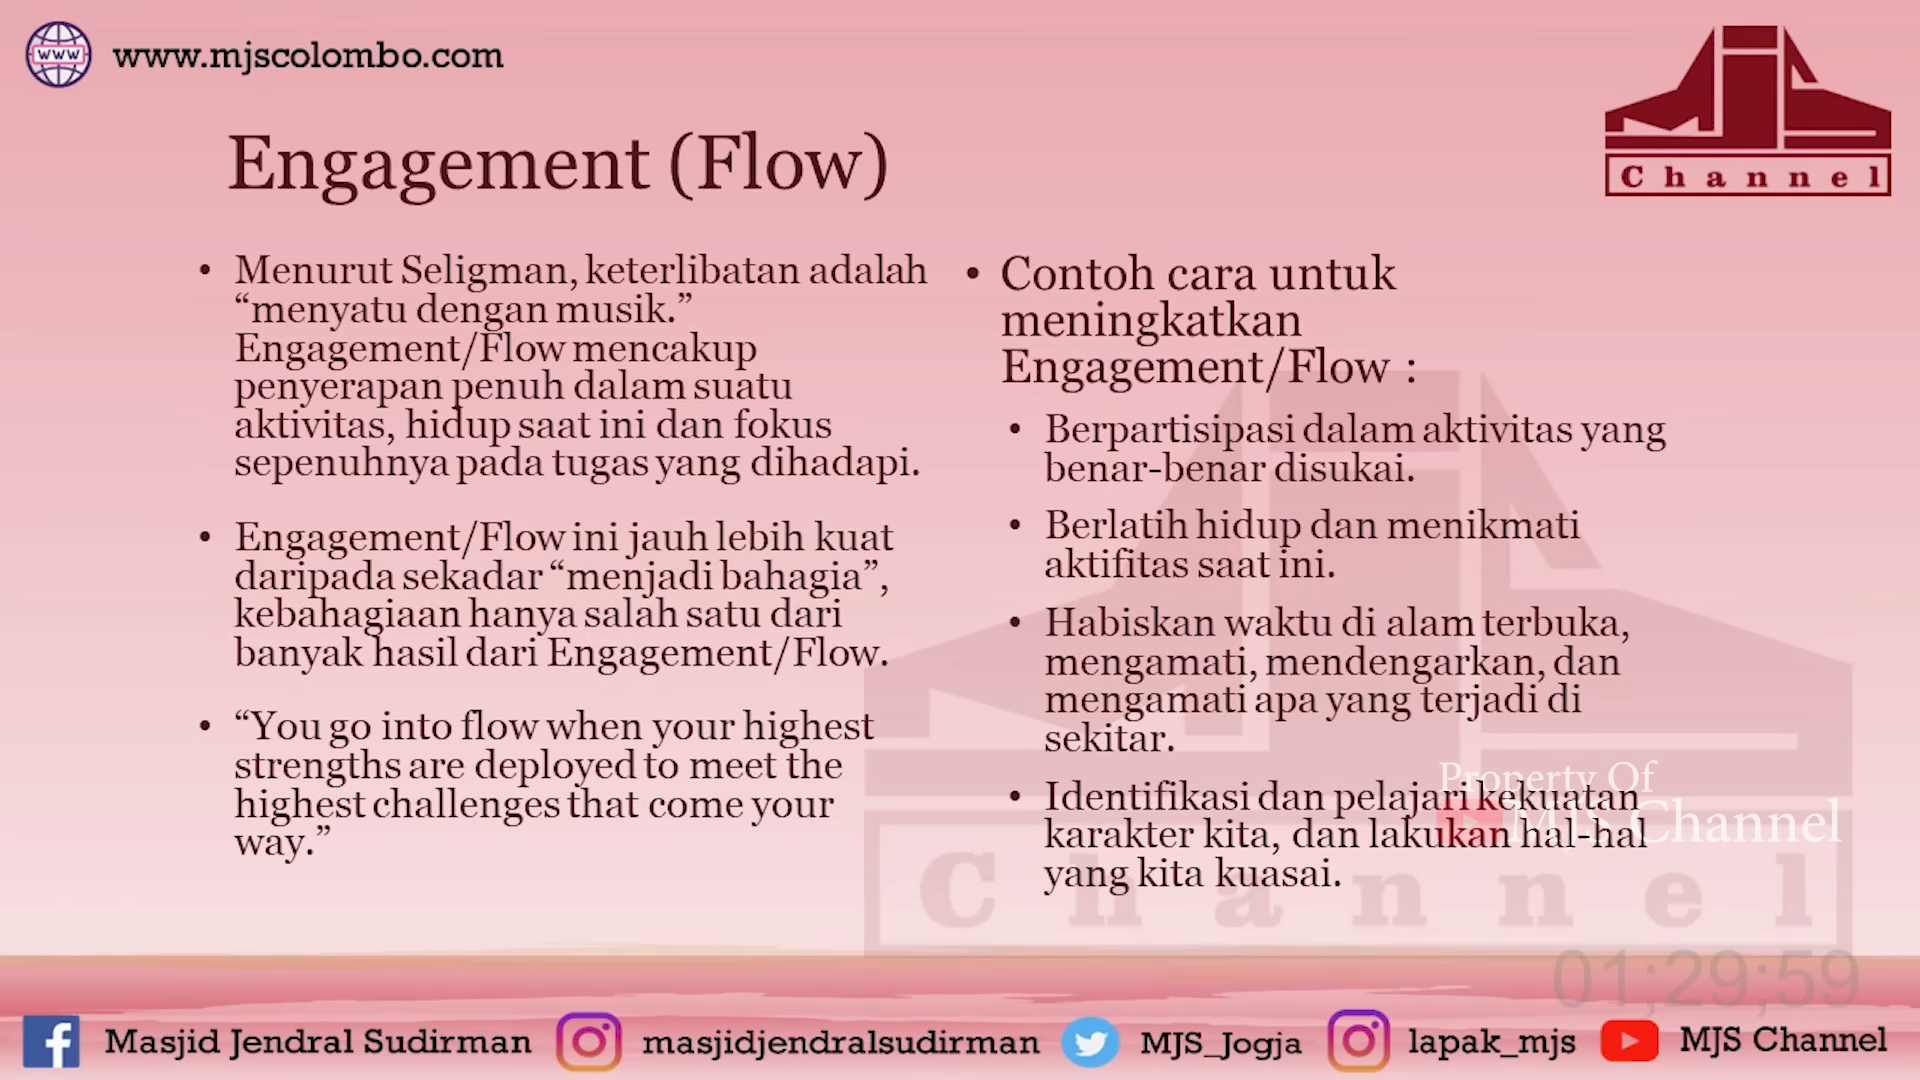 www
www.mjscolombo.com
MJS
Channel
Engagement (Flow)
• Menurut Seligman, keterlibatan adalah
“menyatu dengan musik.”
Engagement/Flow mencakup
penyerapan penuh dalam suatu
aktivitas, hidup saat ini dan fokus
sepenuhnya pada tugas yang dihadapi.
• Engagement/Flow ini jauh lebih kuat
daripada sekadar “menjadi bahagia”,
kebahagiaan hanya salah satu dari
banyak hasil dari Engagement/Flow.
• “You go into flow when your highest
strengths are deployed to meet the
highest challenges that come your
way.”
• Contoh cara untuk
meningkatkan
Engagement/Flow :
• Berpartisipasi dalam aktivitas yang
benar-benar disukai.
• Berlatih hidup dan menikmati
aktifitas saat ini.
• Habiskan waktu di alam terbuka,
mengamati, mendengarkan, dan
mengamati apa yang terjadi di
sekitar.
• Identifikasi dan pelajari kekuatan
karakter kita, dan lakukan hal-hal
yang kita kuasai.
Property Of
MJS Channel
Channel
01;29;59
Masjid Jendral Sudirman
masjidjendralsudirman
MJS_Jogja
lapak_mjs
MJS Channel